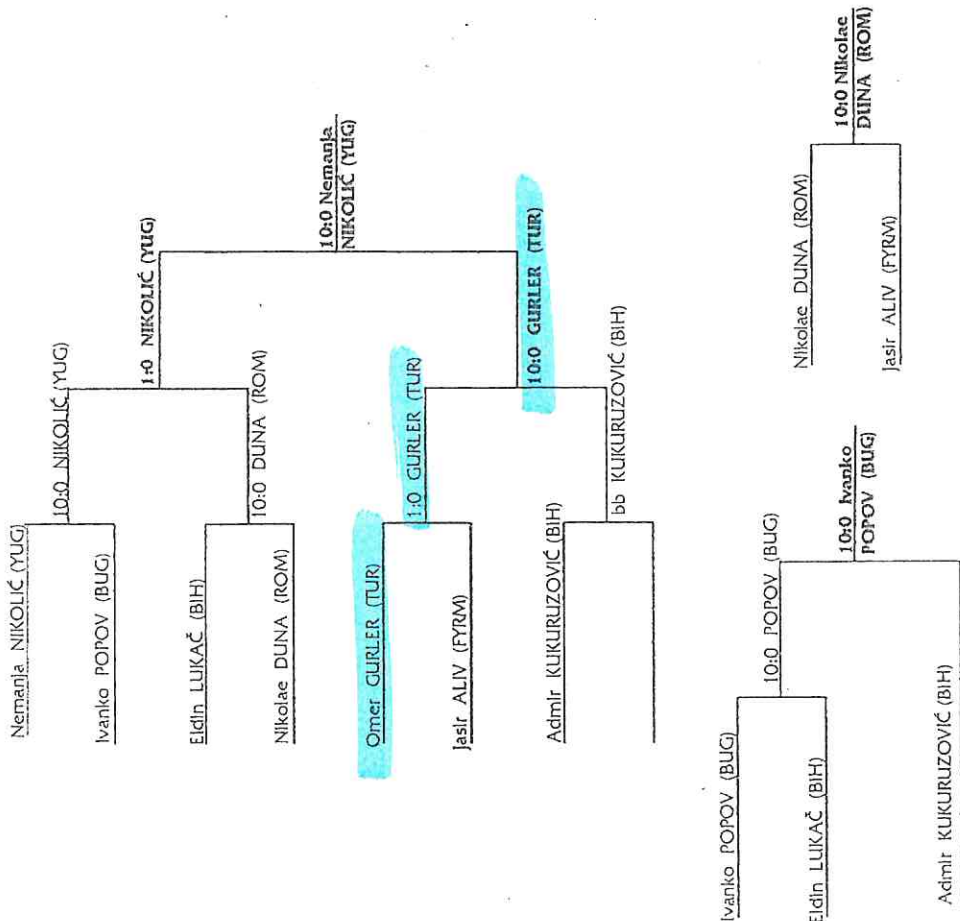 Nemanja NIKOLIĆ (YUG)
10:0 NIKOLIĆ (YUG)
Ivanko POPOV (BUG)
1:0 NIKOLIĆ (YUG)
Eldin LUKAČ (BIH)
10:0 DUNA (ROM)
Nikolae DUNA (ROM)
10:0 Nemanja
NIKOLIĆ (YUG)
Omer GURLER (TUR)
1:0 GURLER (TUR)
Jasir ALIV (FYRM)
10:0 GURLER (TUR)
Admir KUKURUZOVIĆ (BIH)
bb KUKURUZOVIĆ (BIH)
Ivanko POPOV (BUG)
10:0 POPOV (BUG)
Eldin LUKAČ (BIH)
10:0 Ivanko
POPOV (BUG)
Admir KUKURUZOVIĆ (BIH)
Nikolae DUNA (ROM)
10:0 Nikolae
DUNA (ROM)
Jasir ALIV (FYRM)